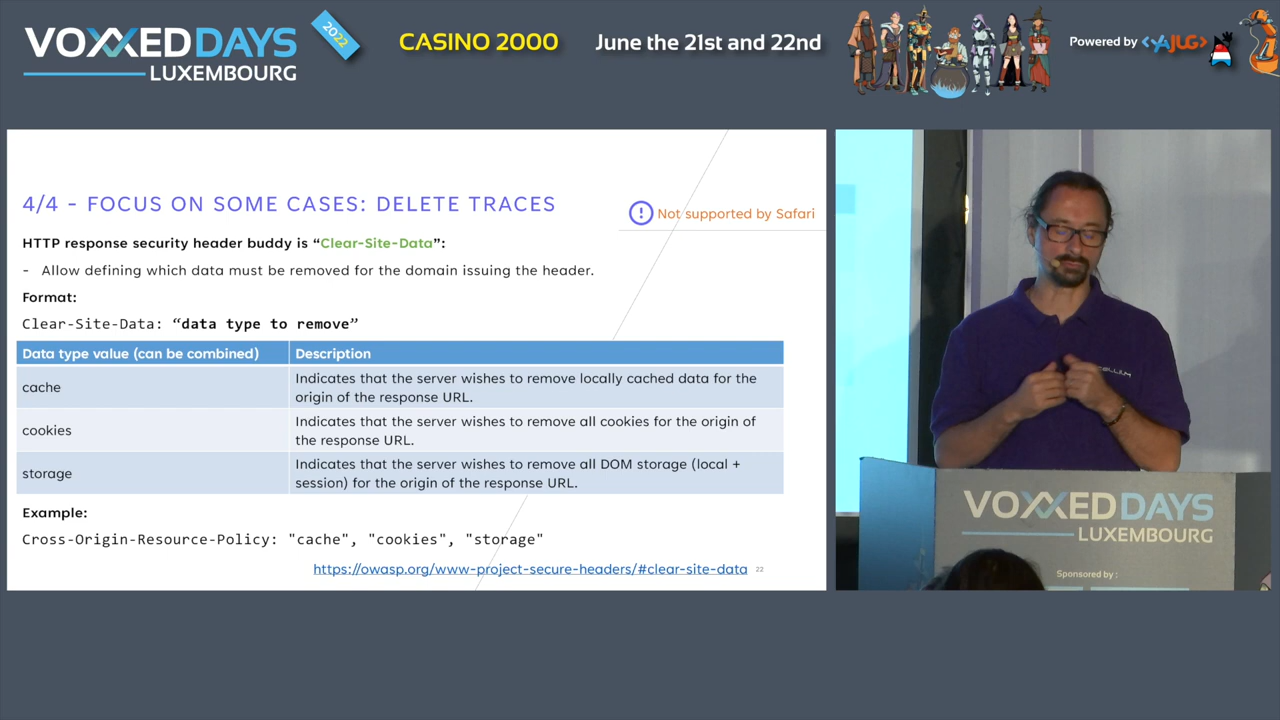 VOXXED DAYS
LUXEMBOURG
2022
CASINO 2000
June the 21st and 22nd
Powered by <YAJUG>
4/4 - FOCUS ON SOME CASES: DELETE TRACES
! Not supported by Safari
HTTP response security header buddy is “Clear-Site-Data”:
- Allow defining which data must be removed for the domain issuing the header.
Format:
Clear-Site-Data: “data type to remove”
Data type value (can be combined) Description
cache Indicates that the server wishes to remove locally cached data for the
origin of the response URL.
cookies Indicates that the server wishes to remove all cookies for the origin of
the response URL.
storage Indicates that the server wishes to remove all DOM storage (local +
session) for the origin of the response URL.
Example:
Cross-Origin-Resource-Policy: "cache", "cookies", "storage"
https://owasp.org/www-project-secure-headers/#clear-site-data 22
VOXXED DAYS
LUXEMBOURG
Sponsored by :